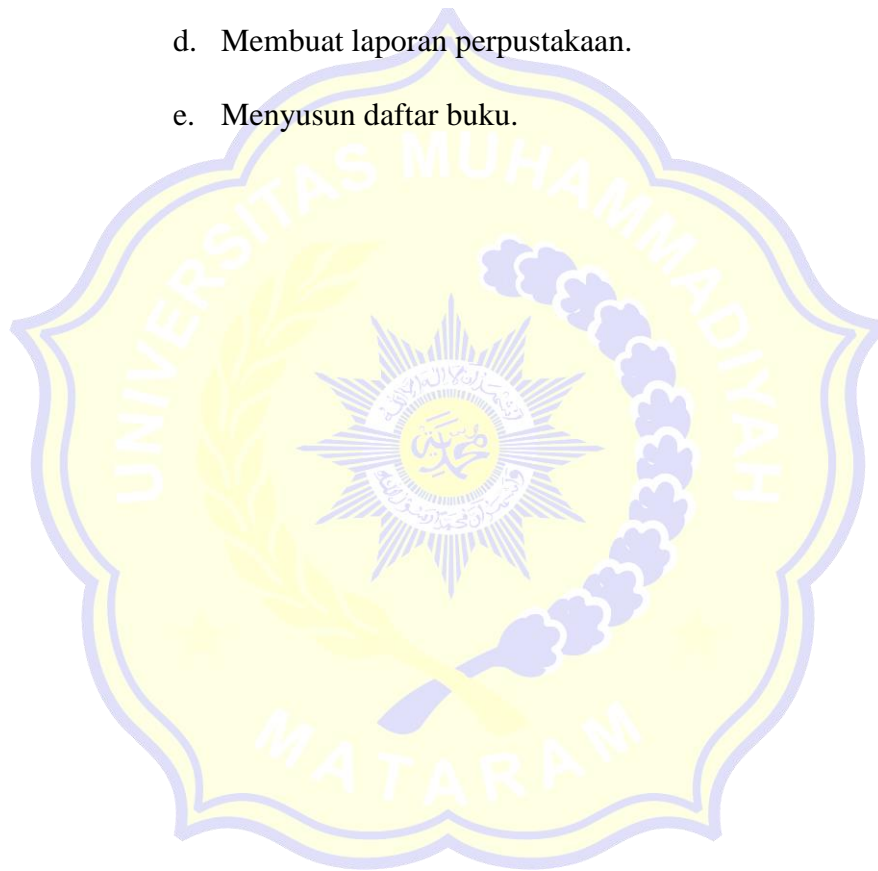 d. Membuat laporan perpustakaan.
e. Menyusun daftar buku.
UNIVERSITAS MUHAMMADIYAH
MATARAM